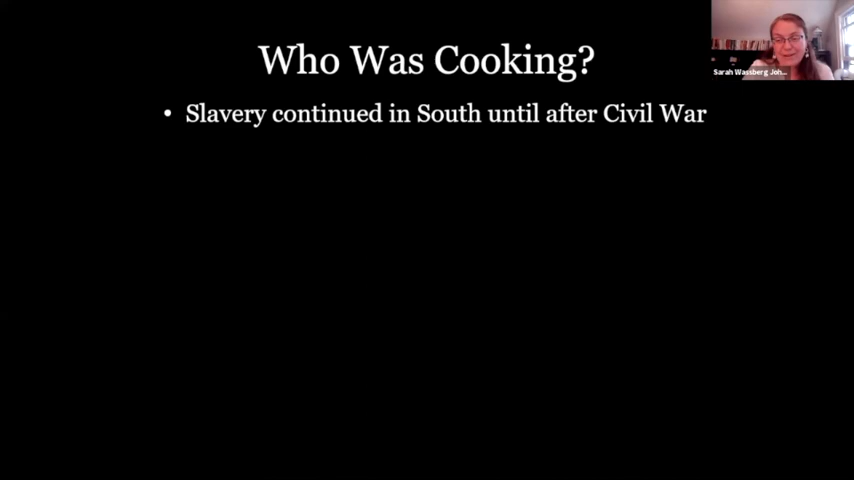 Who Was Cooking?
• Slavery continued in South until after Civil War
Sarah Wassberg Joh...